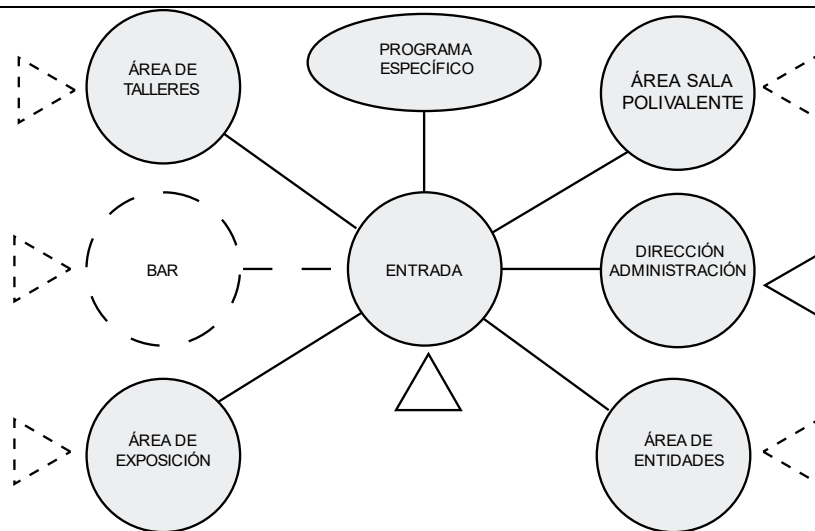 ÁREA DE
TALLERES
PROGRAMA
ESPECÍFICO
ÁREA SALA
POLIVALENTE
BAR
ENTRADA
DIRECCIÓN
ADMINISTRACIÓN
ÁREA DE
EXPOSICIÓN
ÁREA DE
ENTIDADES